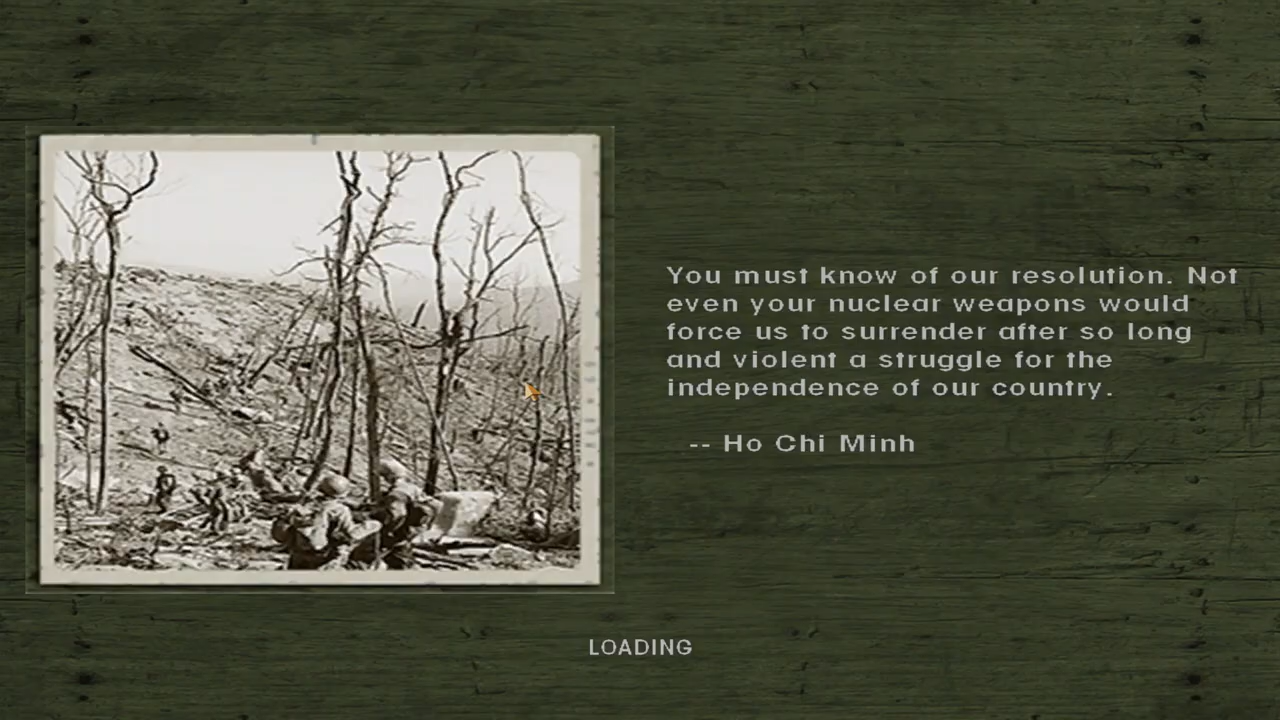 You must know of our resolution. Not
even your nuclear weapons would
force us to surrender after so long
and violent a struggle for the
independence of our country.
-- Ho Chi Minh
LOADING